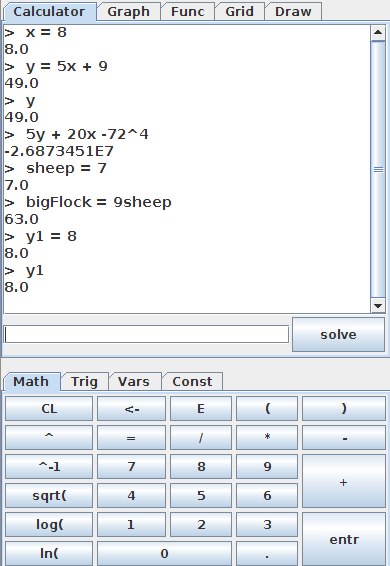 Calculator Graph Func Grid Draw
> x = 8
8.0
> y = 5x + 9
49.0
> y
49.0
> 5y + 20x -72^4
-2.6873451E7
> sheep = 7
7.0
> bigFlock = 9sheep
63.0
> y1 = 8
8.0
> y1
8.0
solve
Math Trig Vars Const
CL <- E ( )
^ = / * -
^-1 7 8 9 +
sqrt( 4 5 6
log( 1 2 3 entr
ln( 0 .